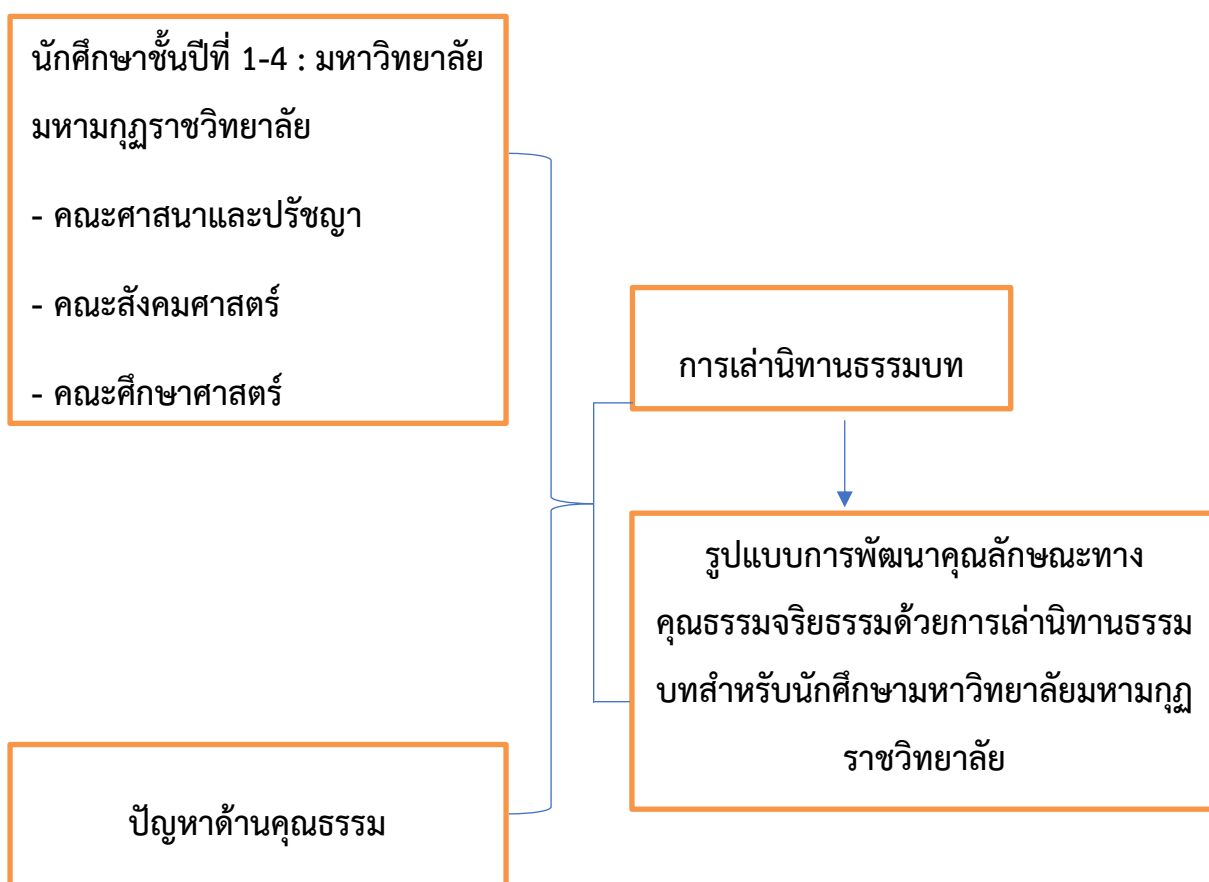 นักศึกษาชั้นปีที่ 1-4 : มหาวิทยาลัย
มหามกุฏราชวิทยาลัย
- คณะศาสนาและปรัชญา
- คณะสังคมศาสตร์
- คณะศึกษาศาสตร์
การเล่านิทานธรรมบท
รูปแบบการพัฒนาคุณลักษณะทาง
คุณธรรมจริยธรรมด้วยการเล่านิทานธรรม
บทสำหรับนักศึกษามหาวิทยาลัยมหามกุฏ
ราชวิทยาลัย
ปัญหาด้านคุณธรรม